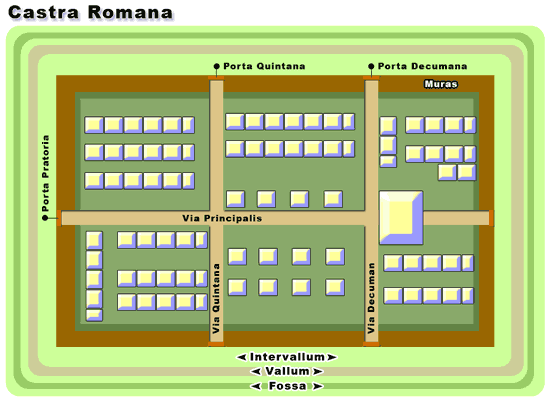 Castra Romana
Porta Quintana
Porta Decumana
Muras
Porta Pratoria
Via Principalis
Via Quintana
Via Decuman
Intervallum
Vallum
Fossa